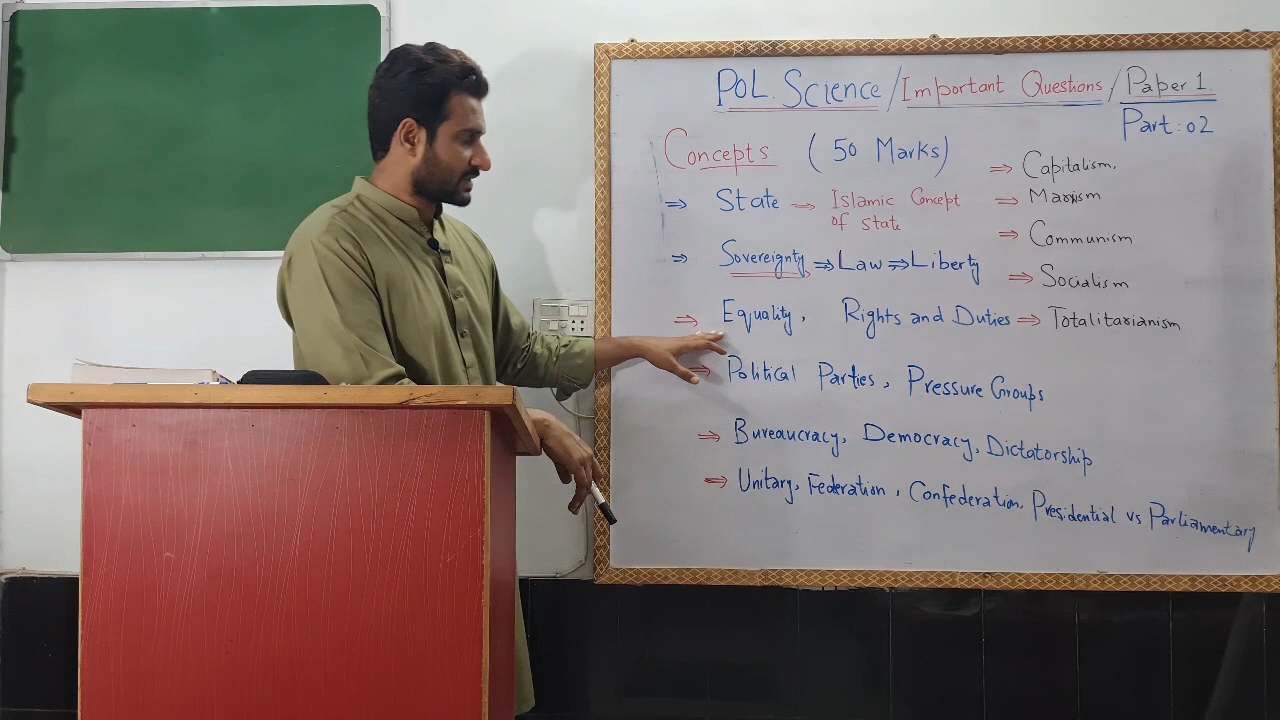 POL. Science / Important Questions / Paper 1.
Part: 02
Concepts (50 Marks)
⇒ Capitalism.
⇒ State → Islamic Concept of state
⇒ Marxism
⇒ Communism
⇒ Sovereignty ⇒ Law ⇒ Liberty
⇒ Socialism
⇒ Equality, Rights and Duties ⇒ Totalitarianism
⇒ Political Parties, Pressure Groups
⇒ Bureaucracy, Democracy, Dictatorship
⇒ Unitary, Federation, Confederation, Presidential vs Parliamentary